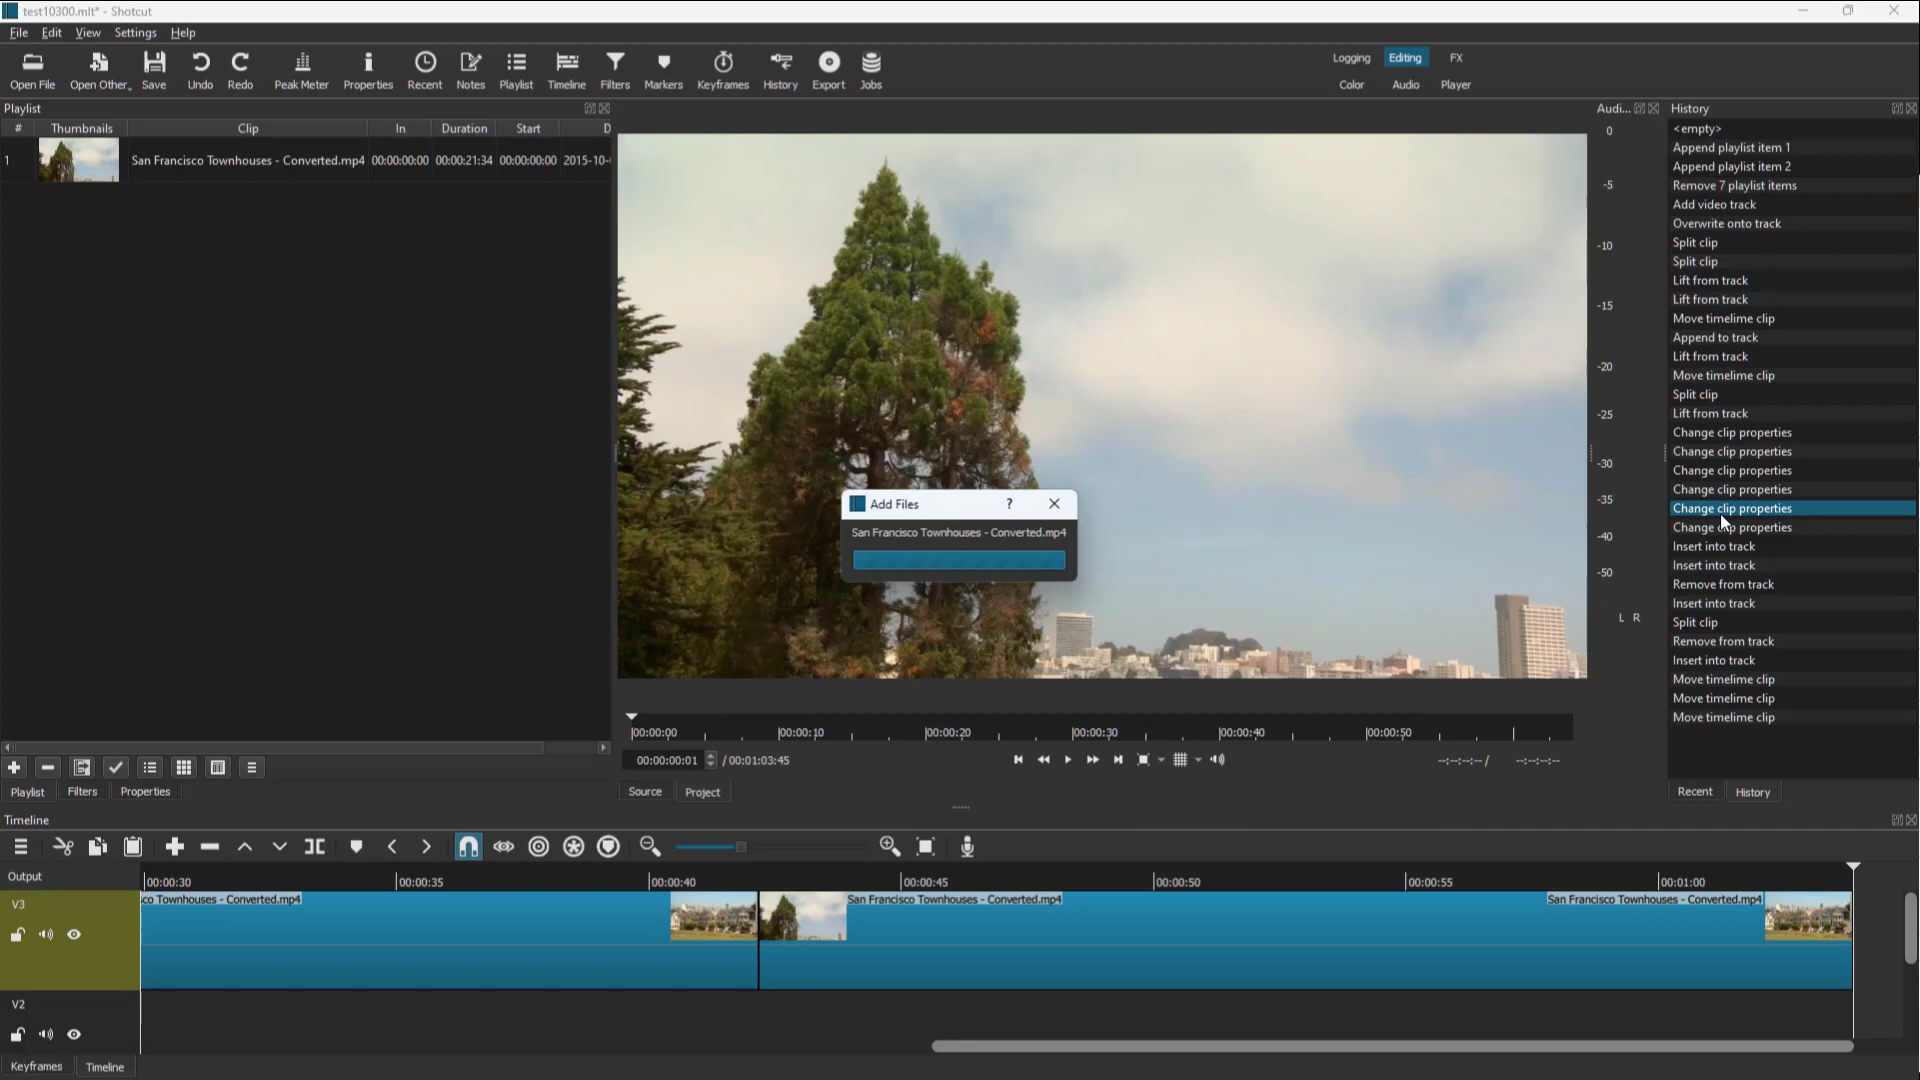 test10300.mlt* - Shotcut
File Edit View Settings Help
Open File Open Other... Save Undo Redo Peak Meter Properties Recent Notes Playlist Timeline Filters Markers Keyframes History Export Jobs
Logging Editing FX
Color Audio Player
Playlist
# Thumbnails Clip In Duration Start D
1 San Francisco Townhouses - Converted.mp4 00:00:00:00 00:00:21:34 00:00:00:00 2015-10-
Audi...
0
-5
-10
-15
-20
-25
-30
-35
-40
-50
L R
History
<empty>
Append playlist item 1
Append playlist item 2
Remove 7 playlist items
Add video track
Overwrite onto track
Split clip
Split clip
Lift from track
Lift from track
Move timelime clip
Append to track
Lift from track
Move timelime clip
Split clip
Lift from track
Change clip properties
Change clip properties
Change clip properties
Change clip properties
Change clip properties
Change clip properties
Insert into track
Insert into track
Remove from track
Insert into track
Split clip
Remove from track
Insert into track
Move timelime clip
Move timelime clip
Move timelime clip
Add Files ?
San Francisco Townhouses - Converted.mp4
00:00:00 00:00:10 00:00:20 00:00:30 00:00:40 00:00:50
00:00:00:01 / 00:01:03:45 --:--:--:-- / --:--:--:--
Playlist Filters Properties
Source Project
Recent History
Timeline
Output
00:00:30 00:00:35 00:00:40 00:00:45 00:00:50 00:00:55 00:01:00
V3
co Townhouses - Converted.mp4 San Francisco Townhouses - Converted.mp4 San Francisco Townhouses - Converted.mp4
V2
Keyframes Timeline